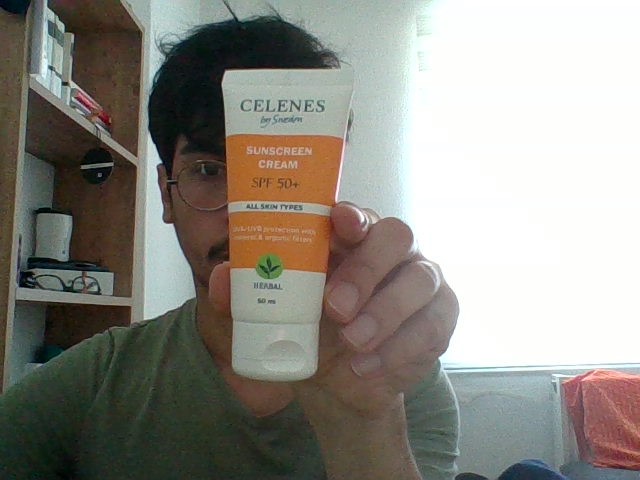 CELENES
by Sweden
SUNSCREEN
CREAM
SPF 50+
ALL SKIN TYPES
UVA/UVB protection with
mineral & organic filters
HERBAL
50 ml